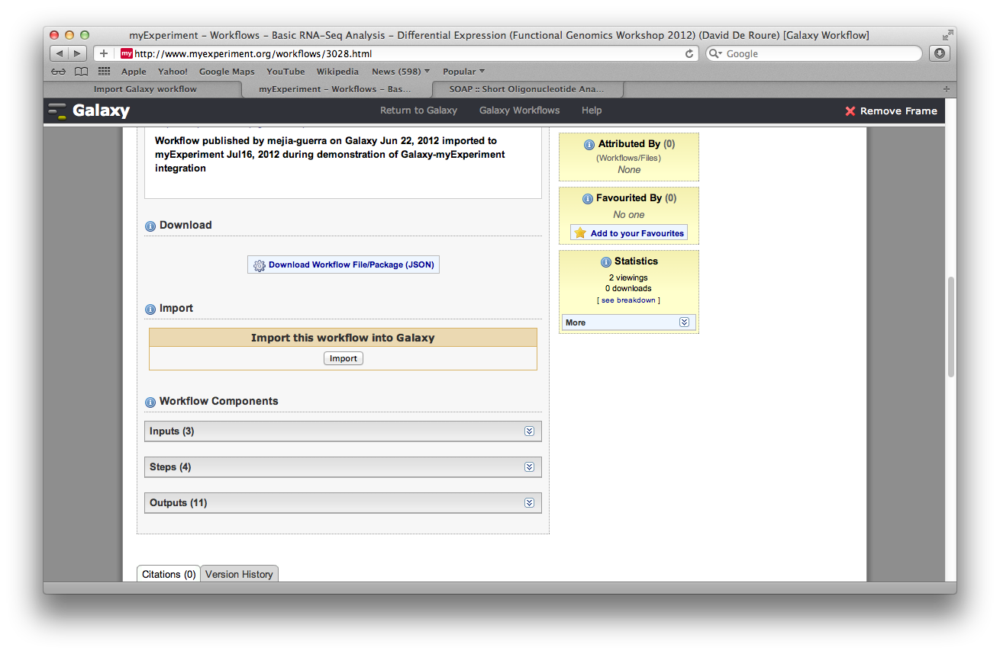 myExperiment – Workflows – Basic RNA–Seq Analysis – Differential Expression (Functional Genomics Workshop 2012) (David De Roure) [Galaxy Workflow]
my http://www.myexperiment.org/workflows/3028.html
Google
Apple Yahoo! Google Maps YouTube Wikipedia News (598) Popular
Import Galaxy workflow
myExperiment – Workflows – Bas...
SOAP :: Short Oligonucleotide Ana...
Galaxy
Return to Galaxy Galaxy Workflows Help
Remove Frame
Workflow published by mejia-guerra on Galaxy Jun 22, 2012 imported to
myExperiment Jul16, 2012 during demonstration of Galaxy-myExperiment
integration
Download
Download Workflow File/Package (JSON)
Import
Import this workflow into Galaxy
Import
Workflow Components
Inputs (3)
Steps (4)
Outputs (11)
Citations (0) Version History
Attributed By (0)
(Workflows/Files)
None
Favourited By (0)
No one
Add to your Favourites
Statistics
2 viewings
0 downloads
[ see breakdown ]
More